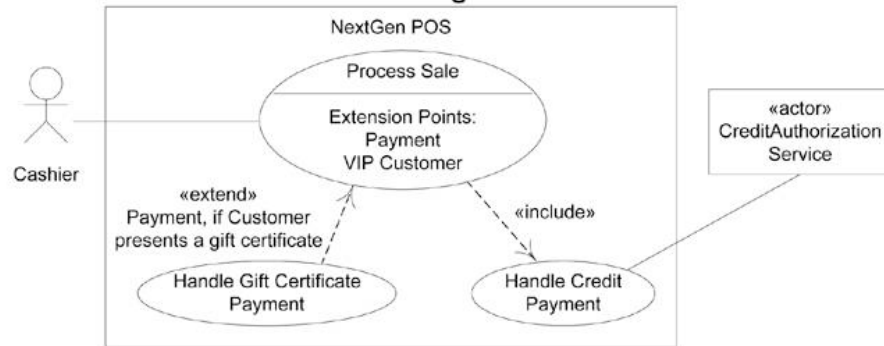 NextGen POS
Process Sale
Extension Points:
Payment
VIP Customer
Cashier
«actor»
CreditAuthorization
Service
«extend»
Payment, if Customer
presents a gift certificate
«include»
Handle Gift Certificate
Payment
Handle Credit
Payment